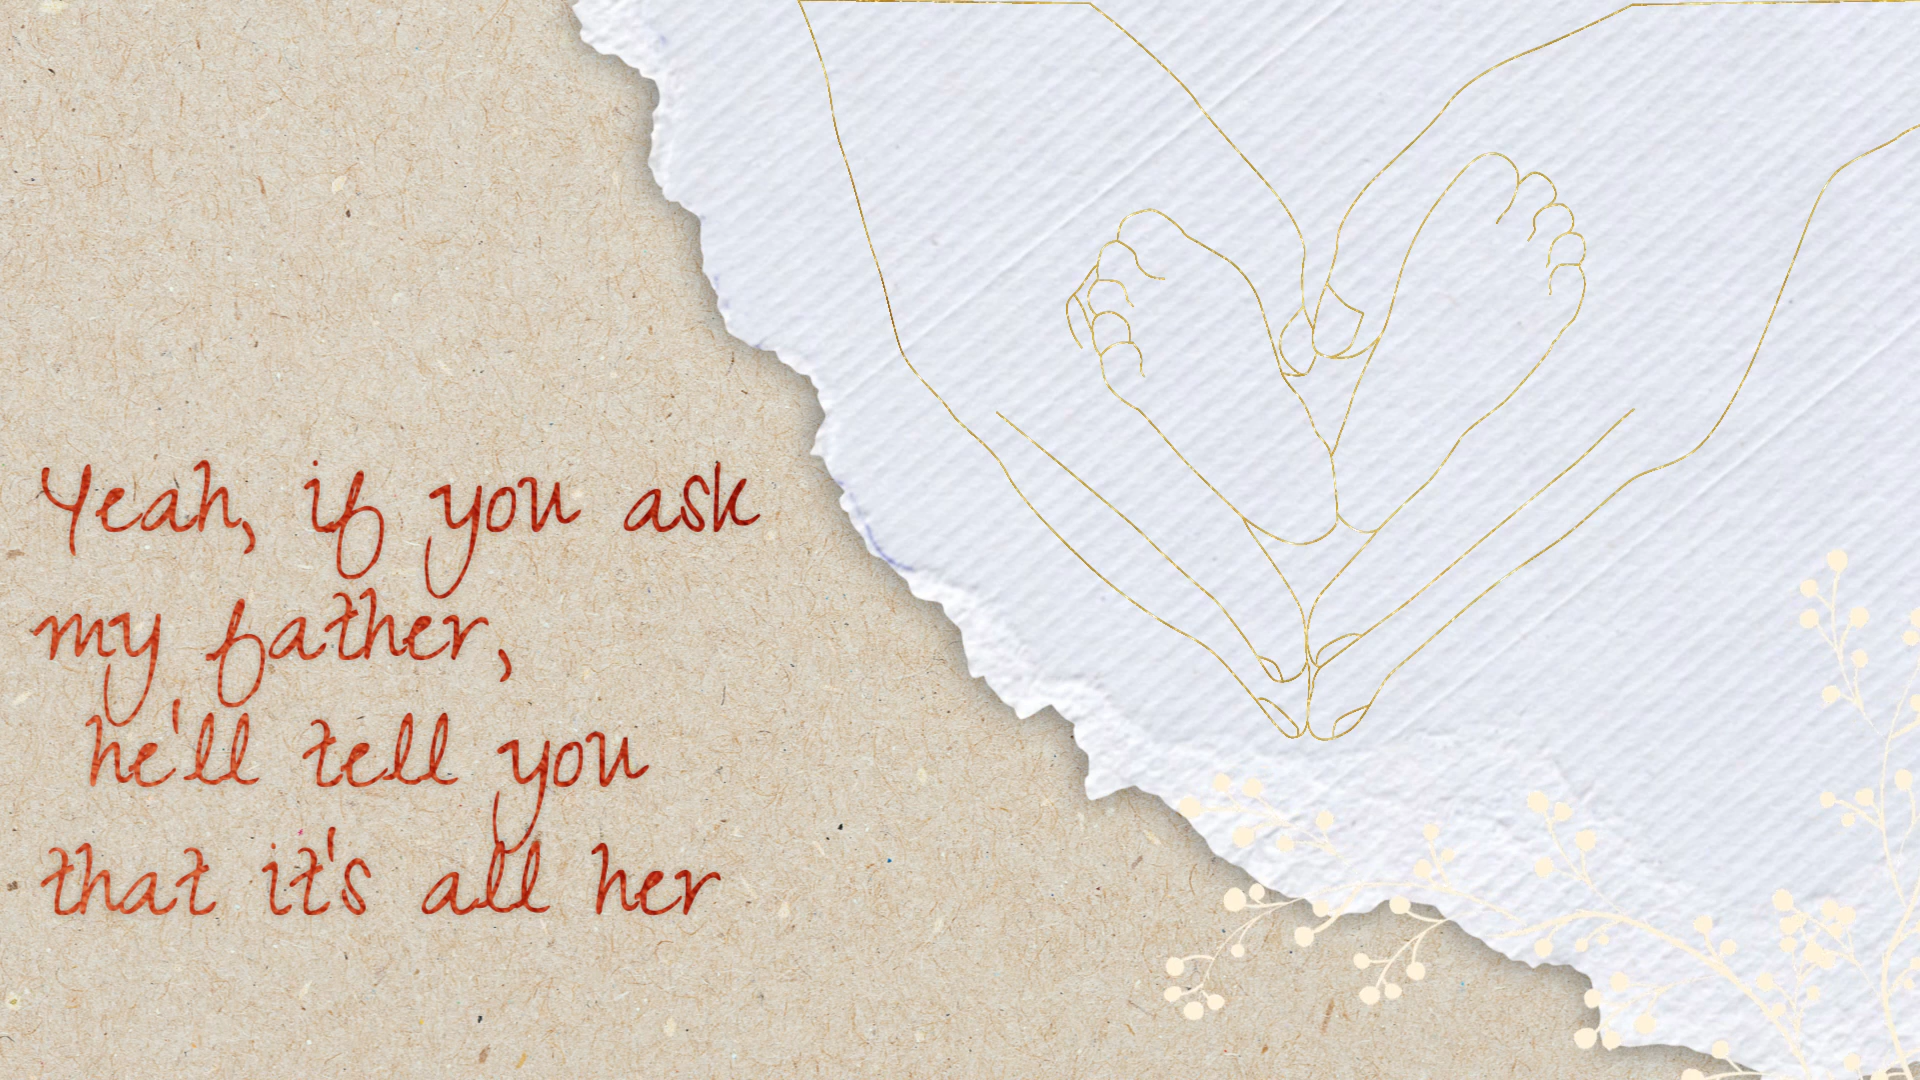 Yeah, if you ask
my father,
he'll tell you
that it's all her